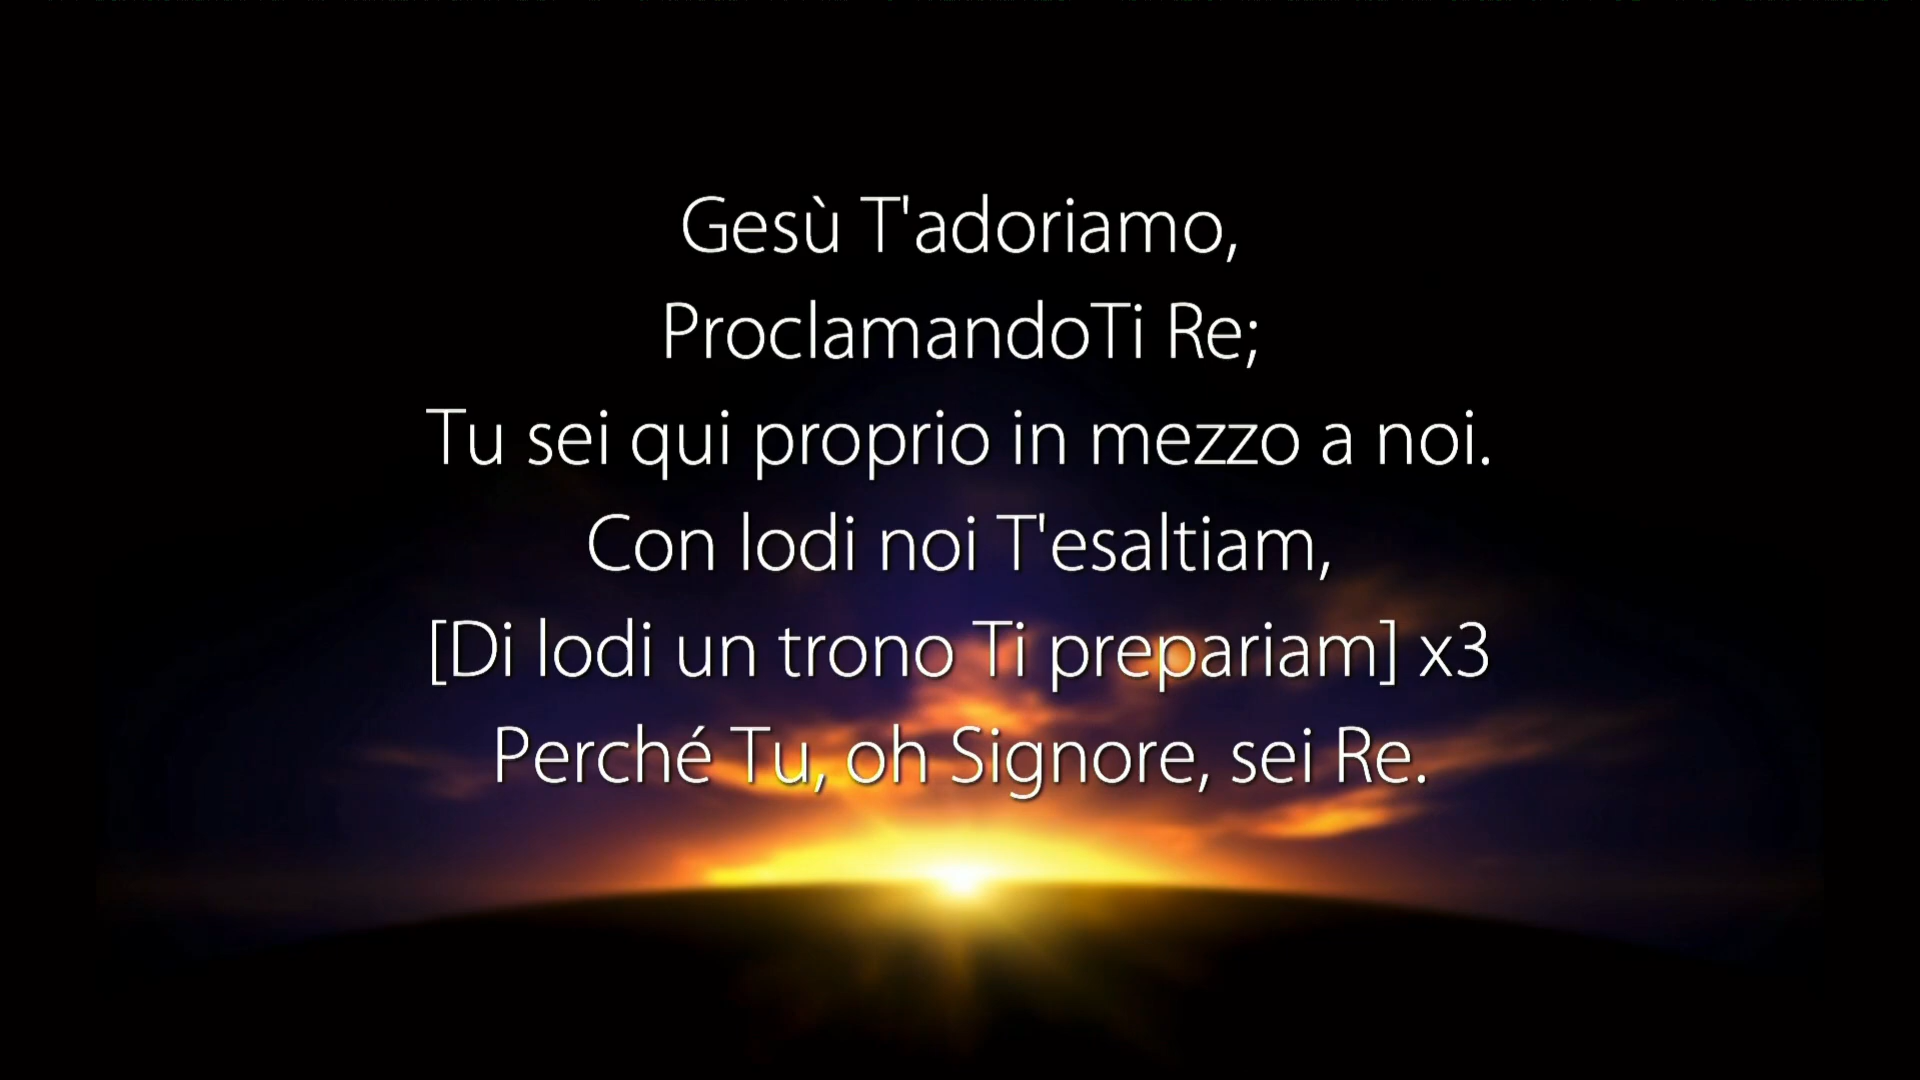 Gesù T'adoriamo,
ProclamandoTi Re;
Tu sei qui proprio in mezzo a noi.
Con lodi noi T'esaltiam,
[Di lodi un trono Ti prepariam] x3
Perché Tu, oh Signore, sei Re.